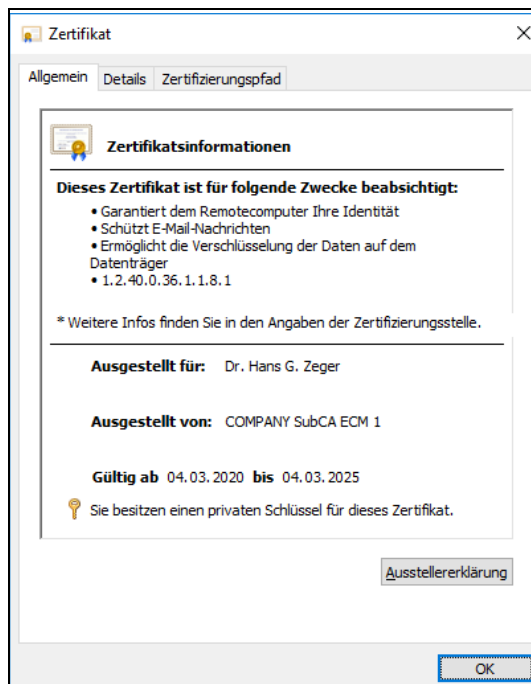 Zertifikat
Allgemein Details Zertifizierungspfad
Zertifikatsinformationen
Dieses Zertifikat ist für folgende Zwecke beabsichtigt:
• Garantiert dem Remotecomputer Ihre Identität
• Schützt E-Mail-Nachrichten
• Ermöglicht die Verschlüsselung der Daten auf dem
Datenträger
• 1.2.40.0.36.1.1.8.1
* Weitere Infos finden Sie in den Angaben der Zertifizierungsstelle.
Ausgestellt für: Dr. Hans G. Zeger
Ausgestellt von: COMPANY SubCA ECM 1
Gültig ab 04.03.2020 bis 04.03.2025
Sie besitzen einen privaten Schlüssel für dieses Zertifikat.
Ausstellererklärung
OK